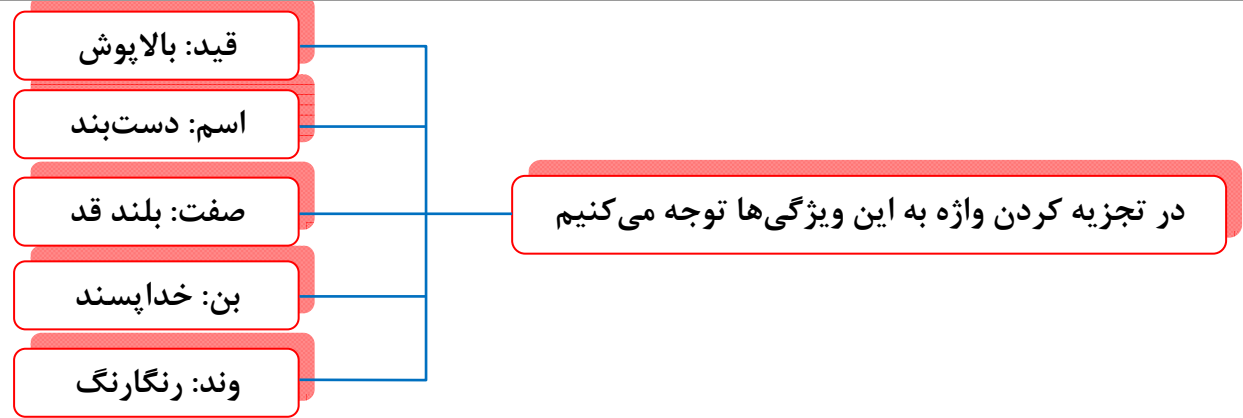 در تجزیه کردن واژه به این ویژگی‌ها توجه می‌کنیم
قید: بالاپوش
اسم: دست‌بند
صفت: بلند قد
بن: خداپسند
وند: رنگارنگ